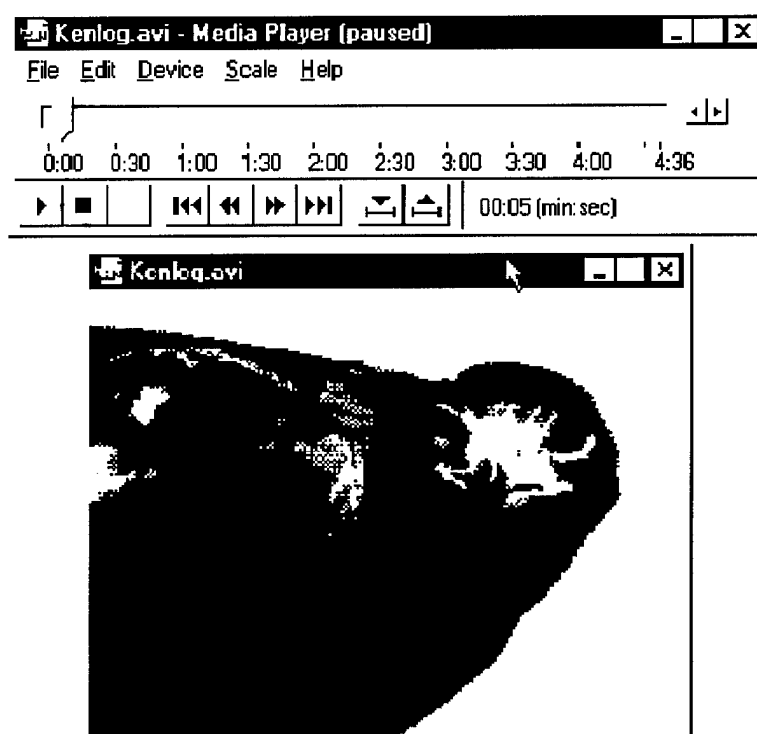 Kenlog.avi - Media Player (paused)
File Edit Device Scale Help
0:00 0:30 1:00 1:30 2:00 2:30 3:00 3:30 4:00 4:36
00:05 (min:sec)
Kenlog.avi